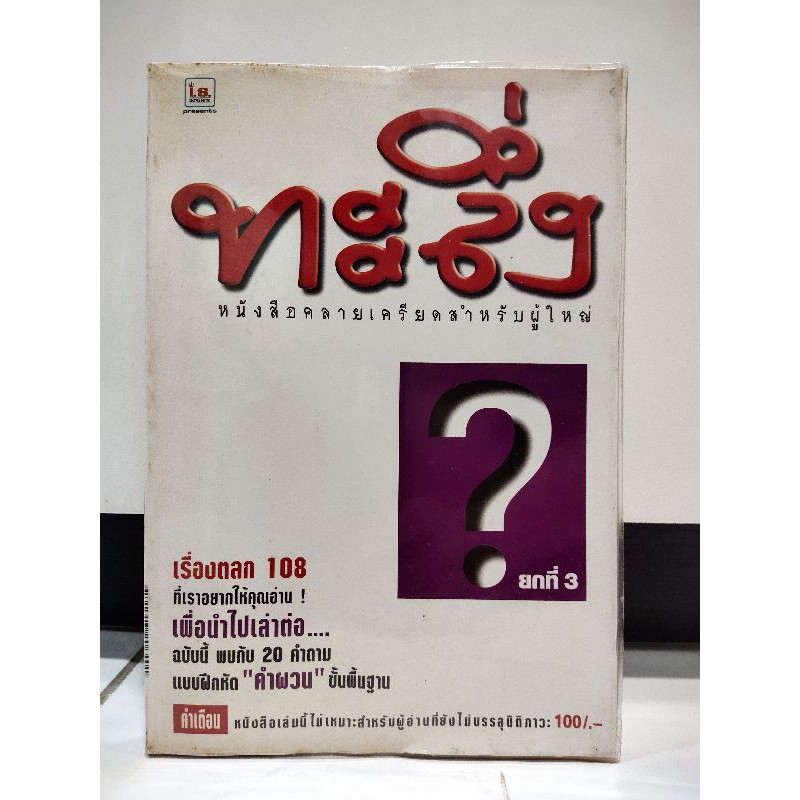 i.s.
presents
ทะลึ่ง
หนังสือคลายเครียดสำหรับผู้ใหญ่
?
ยกที่ 3
เรื่องตลก 108
ที่เราอยากให้คุณอ่าน !
เพื่อนำไปเล่าต่อ....
ฉบับนี้ พบกับ 20 คำถาม
แบบฝึกหัด "คำผวน" ขั้นพื้นฐาน
คำเตือน หนังสือเล่มนี้ไม่เหมาะสำหรับผู้อ่านที่ยังไม่บรรลุนิติภาวะ 100/.-